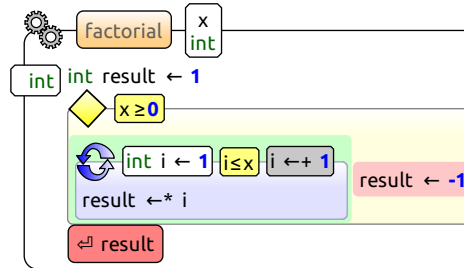 factorial x
int
int int result ← 1
x ≥0
int i ← 1 i≤x i ←+ 1
result ← -1
result ←* i
⏎ result